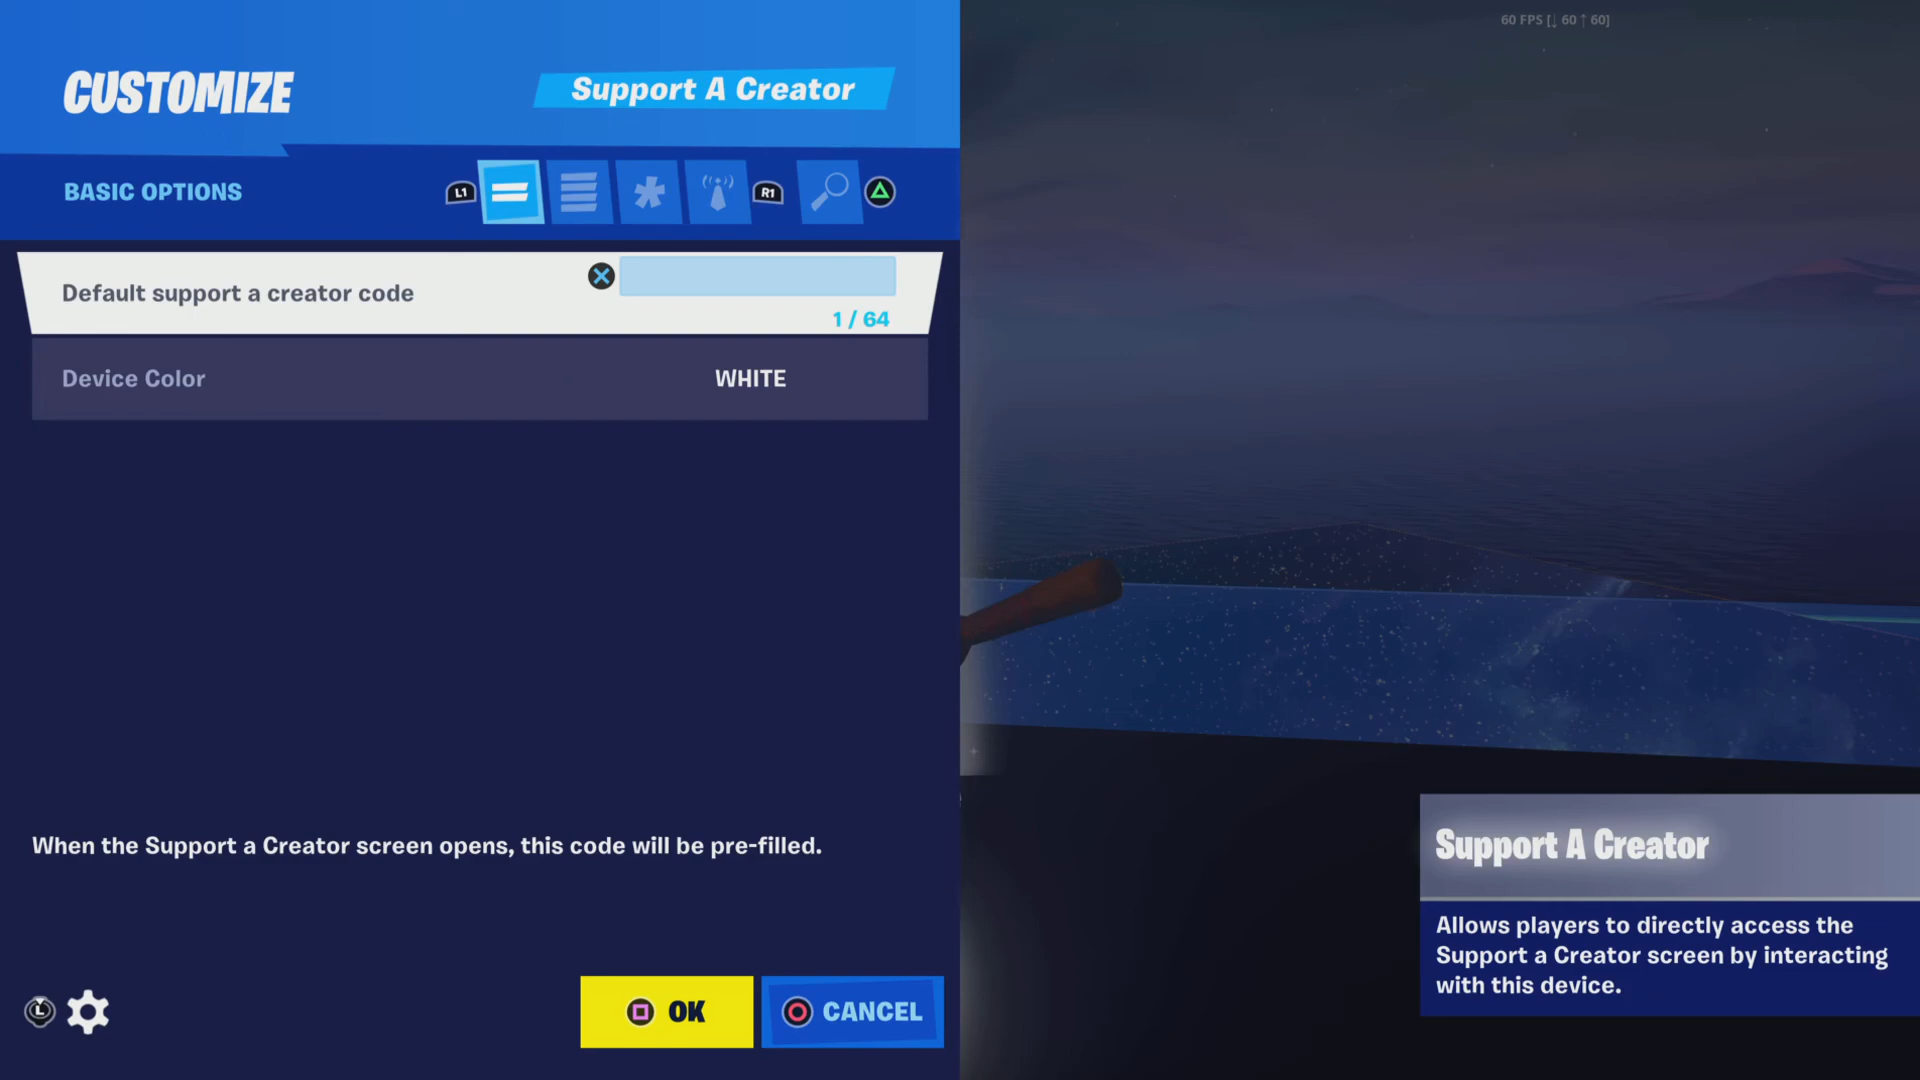 60 FPS [↓ 60 ↑ 60]
CUSTOMIZE
Support A Creator
BASIC OPTIONS
L1
R1
Default support a creator code
1 / 64
Device Color
WHITE
When the Support a Creator screen opens, this code will be pre-filled.
Support A Creator
Allows players to directly access the
Support a Creator screen by interacting
with this device.
L
OK
CANCEL